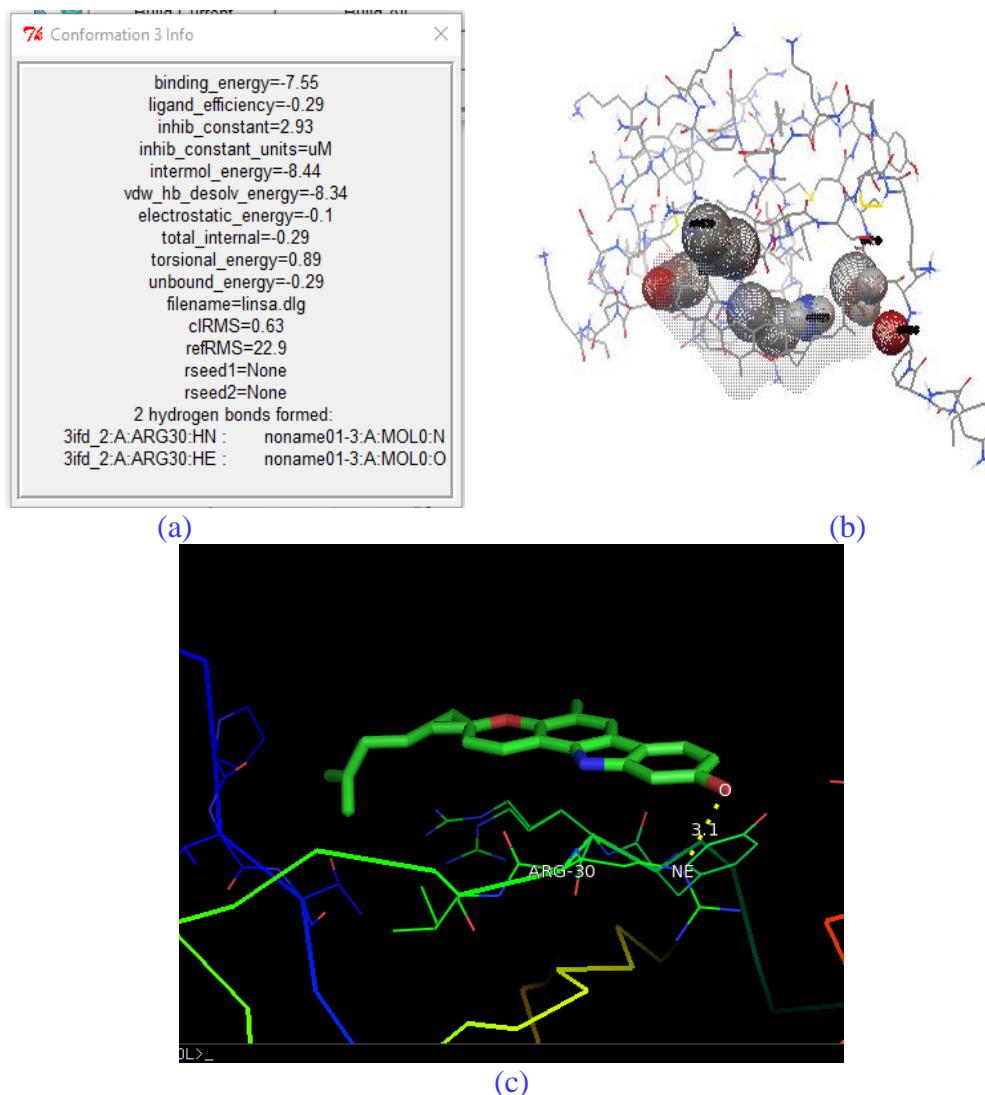 Conformation 3 Info
binding_energy=-7.55
ligand_efficiency=-0.29
inhib_constant=2.93
inhib_constant_units=uM
intermol_energy=-8.44
vdw_hb_desolv_energy=-8.34
electrostatic_energy=-0.1
total_internal=-0.29
torsional_energy=0.89
unbound_energy=-0.29
filename=linsa.dlg
clRMS=0.63
refRMS=22.9
rseed1=None
rseed2=None
2 hydrogen bonds formed:
3ifd_2:A:ARG30:HN : noname01-3:A:MOL0:N
3ifd_2:A:ARG30:HE : noname01-3:A:MOL0:O
(a)
(b)
O
3.1
ARG-30
NE
OL>_
(c)